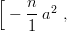 [ - n/1 a² ,